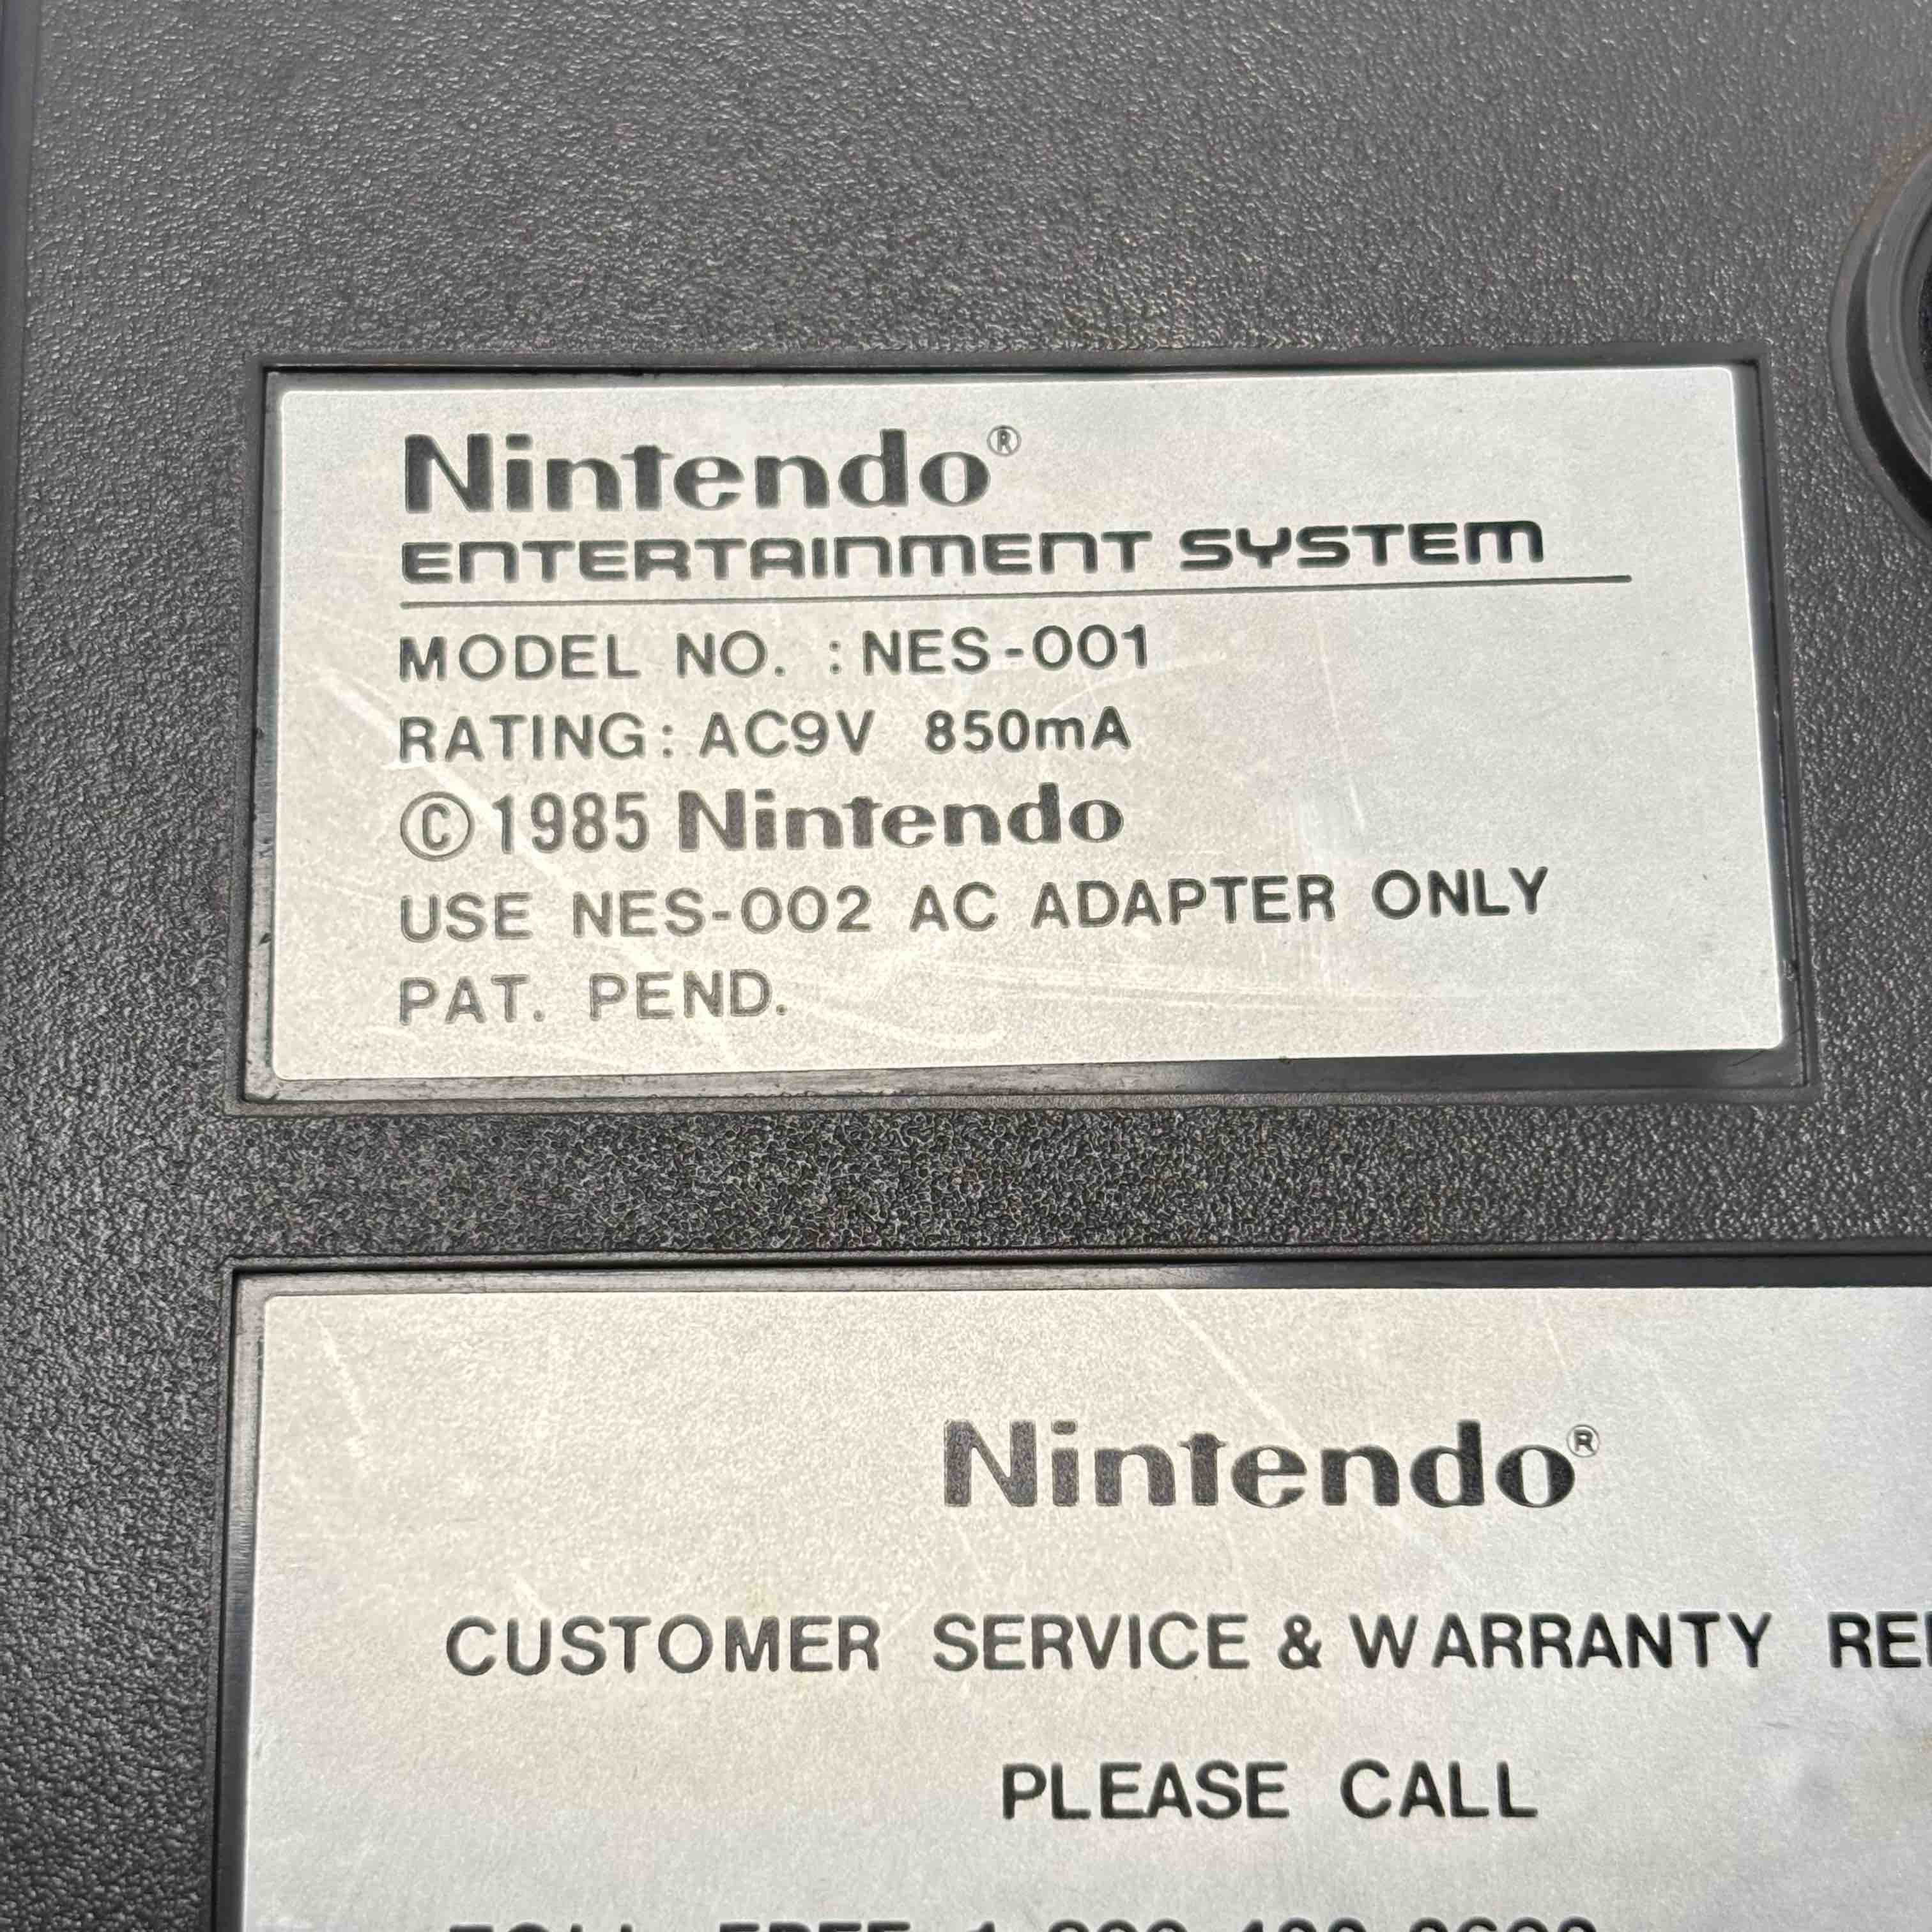 Nintendo®
ENTERTAINMENT SYSTEM
MODEL NO. : NES-001
RATING: AC9V 850mA
©1985 Nintendo
USE NES-002 AC ADAPTER ONLY
PAT. PEND.
Nintendo®
CUSTOMER SERVICE & WARRANTY
PLEASE CALL